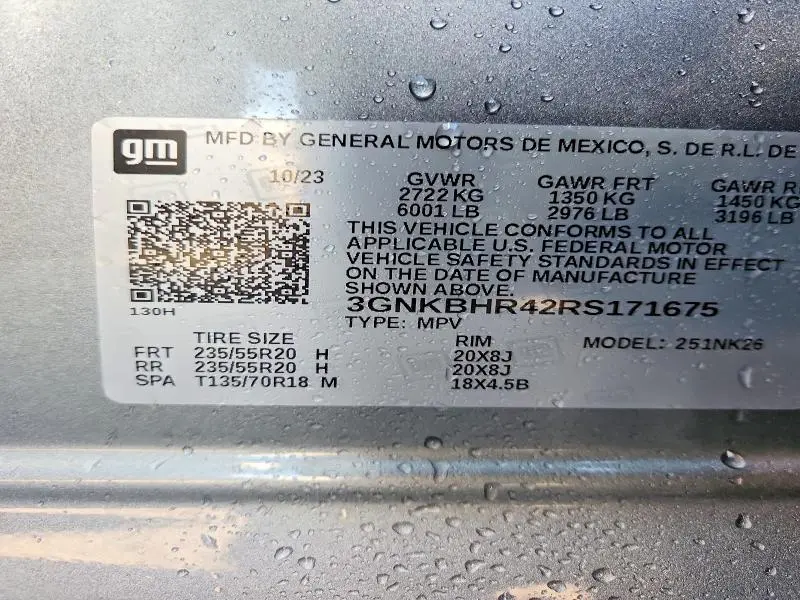 gm MFD BY GENERAL MOTORS DE MEXICO, S. DE R.L. DE
10/23 GVWR GAWR FRT GAWR
2722 KG 1350 KG 1450 KG
6001 LB 2976 LB 3196 LB
THIS VEHICLE CONFORMS TO ALL
APPLICABLE U.S. FEDERAL MOTOR
VEHICLE SAFETY STANDARDS IN EFFECT
ON THE DATE OF MANUFACTURE
SHOWN ABOVE.
3GNKBHR42RS171675
130H TYPE: MPV
TIRE SIZE RIM MODEL: 251NK26
FRT 235/55R20 H 20X8J
RR 235/55R20 H 20X8J
SPA T135/70R18 M 18X4.5B